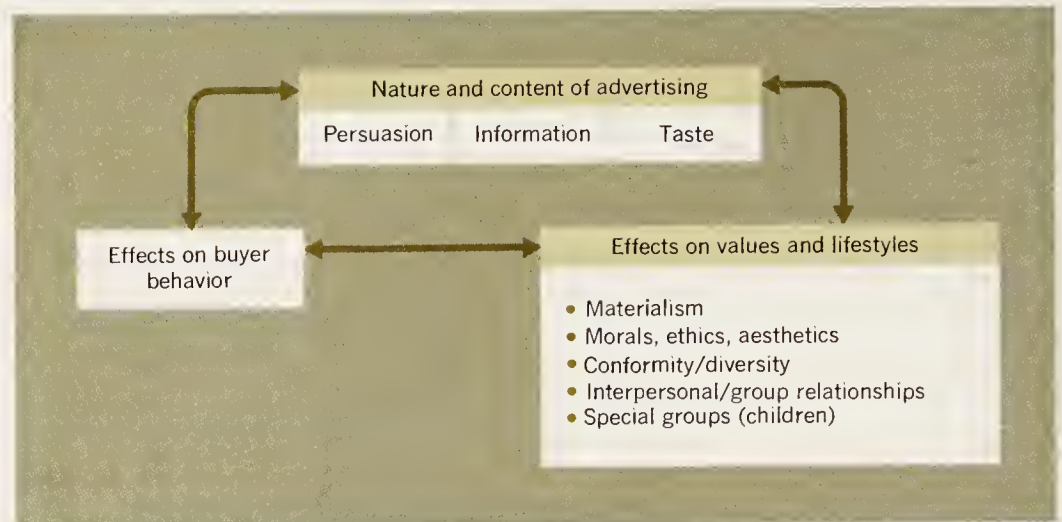 Nature and content of advertising
Persuasion Information Taste
Effects on buyer
behavior
Effects on values and lifestyles
• Materialism
• Morals, ethics, aesthetics
• Conformity/diversity
• Interpersonal/group relationships
• Special groups (children)